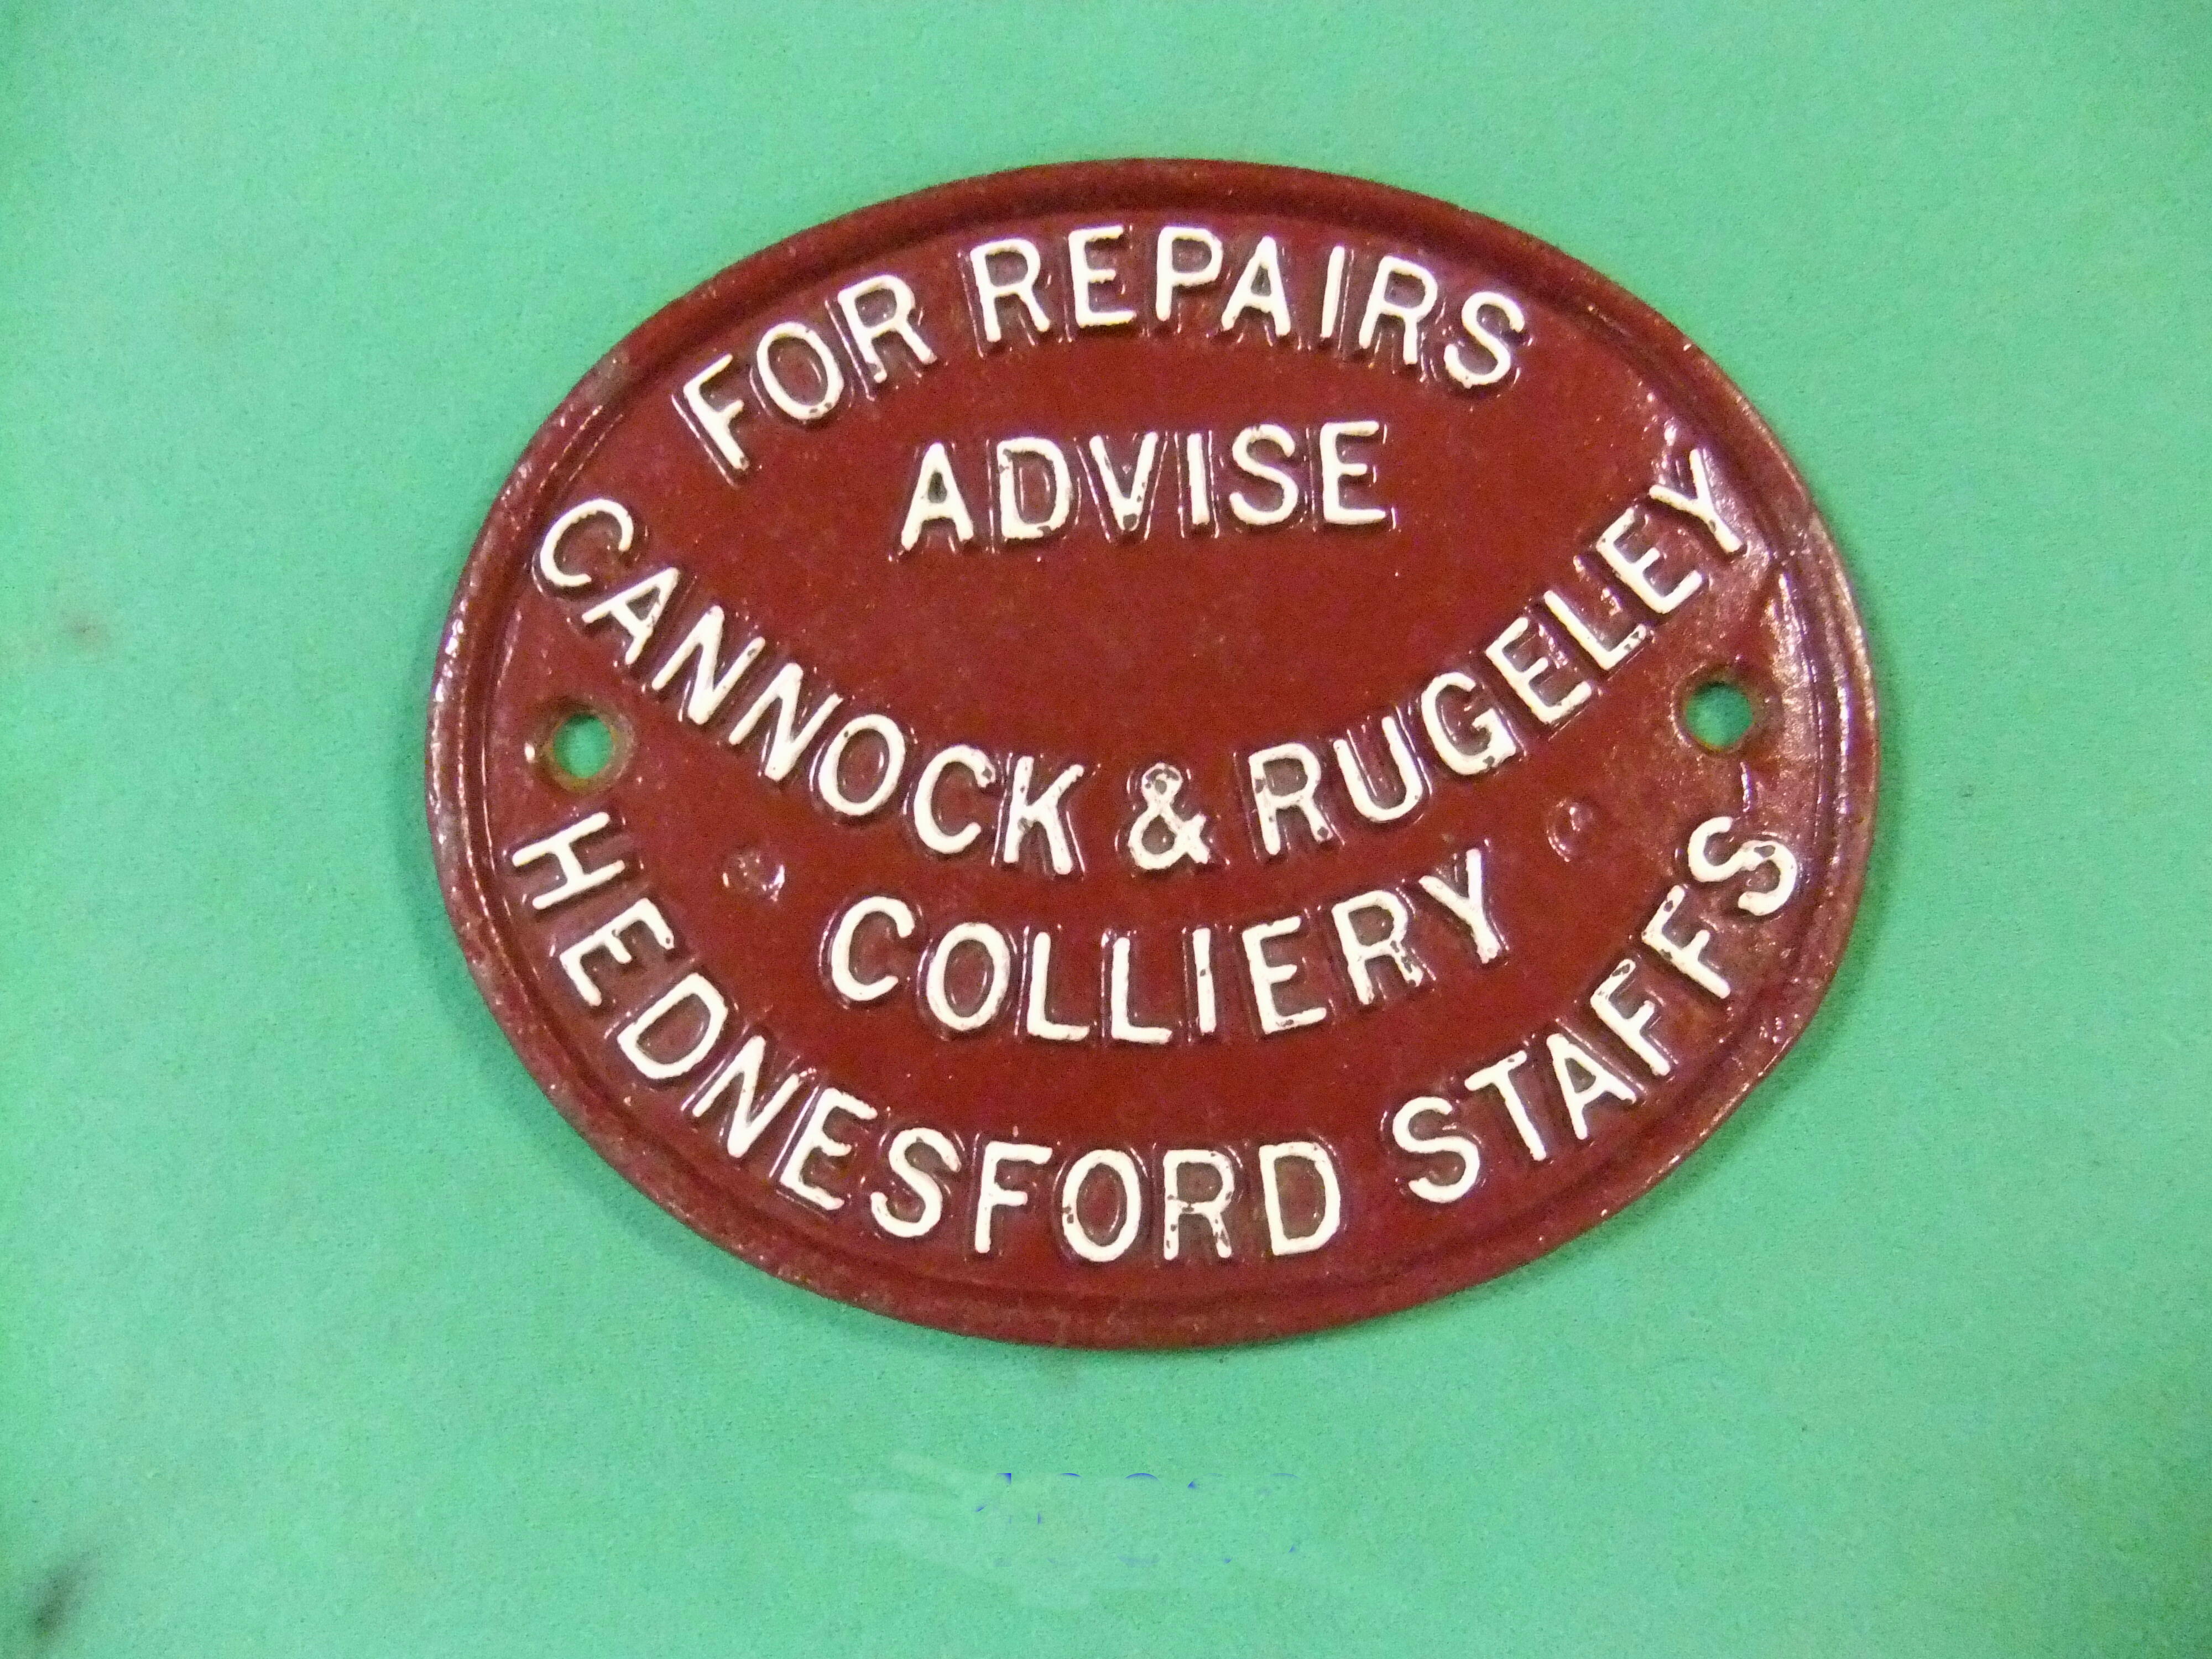 FOR REPAIRS
ADVISE
CANNOCK & RUGELEY
COLLIERY
HEDNESFORD STAFFS